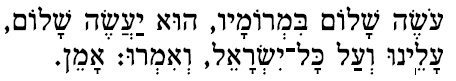 עֹשֶׂה שָׁלוֹם בִּמְרוֹמָיו, הוּא יַעֲשֶׂה שָׁלוֹם,
עָלֵינוּ וְעַל כָּל־יִשְׂרָאֵל, וְאִמְרוּ: אָמֵן.